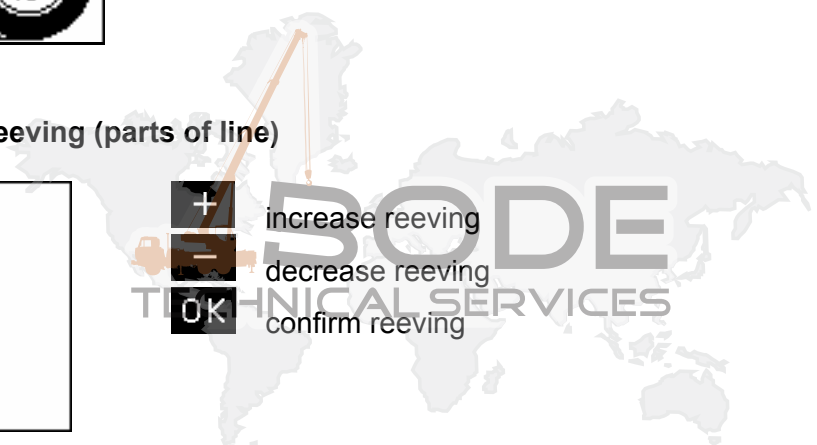 eeving (parts of line)
+ increase reeving
BODE
− decrease reeving
TECHNICAL SERVICES
OK confirm reeving